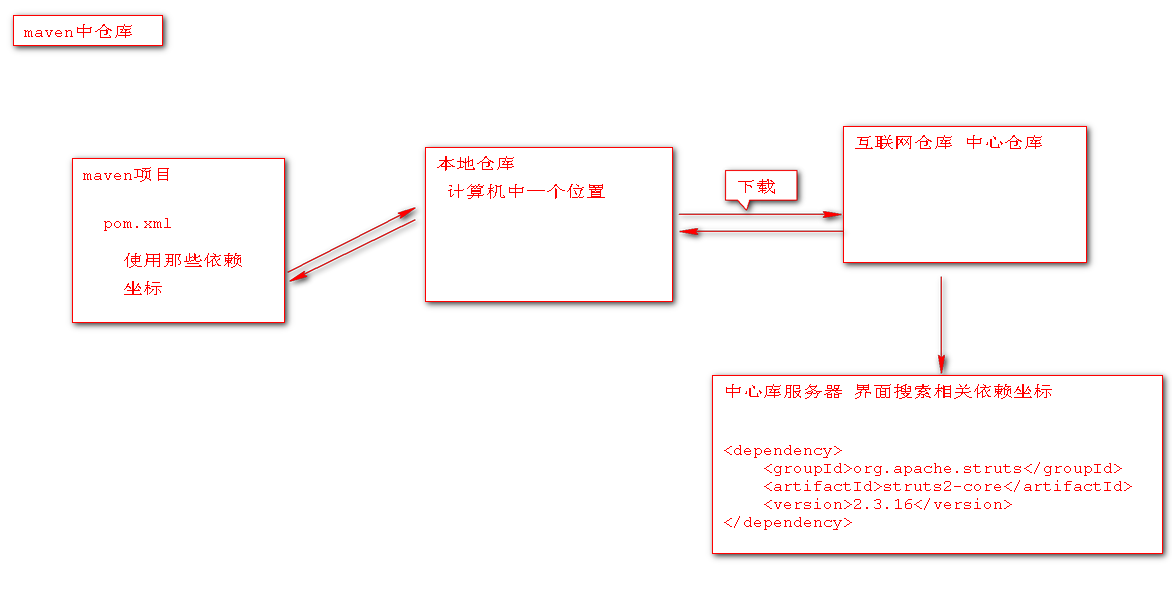 maven中仓库
maven项目
pom.xml
使用那些依赖
坐标
本地仓库
计算机中一个位置
下载
互联网仓库 中心仓库
中心库服务器 界面搜索相关依赖坐标
<dependency>
    <groupId>org.apache.struts</groupId>
    <artifactId>struts2-core</artifactId>
    <version>2.3.16</version>
</dependency>